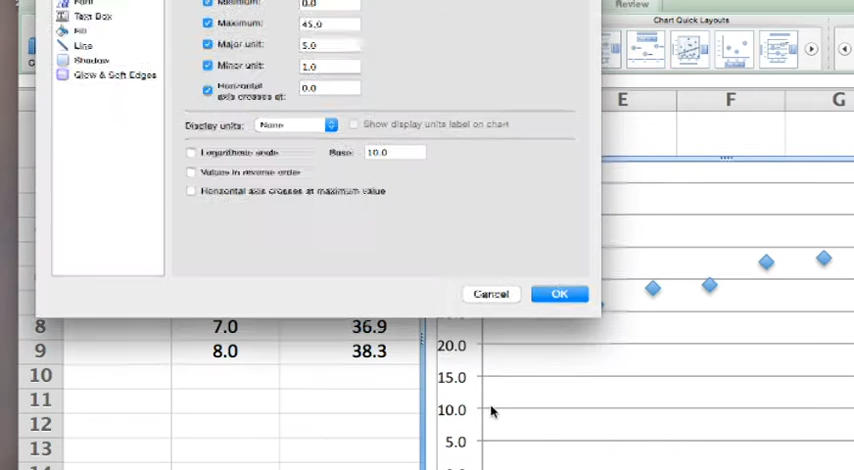 Review
Font
Minimum: 0.0
Text Box
Maximum: 45.0
Chart Quick Layouts
Fill
Line
Major unit: 5.0
Shadow
Minor unit: 1.0
Glow & Soft Edges
Horizontal
axis crosses at: 0.0
E F G
Display units: None Show display units label on chart
Logarithmic scale Base: 10.0
Values in reverse order
Horizontal axis crosses at maximum value
Cancel OK
8 7.0 36.9
9 8.0 38.3
20.0
10
15.0
11
10.0
12
5.0
13